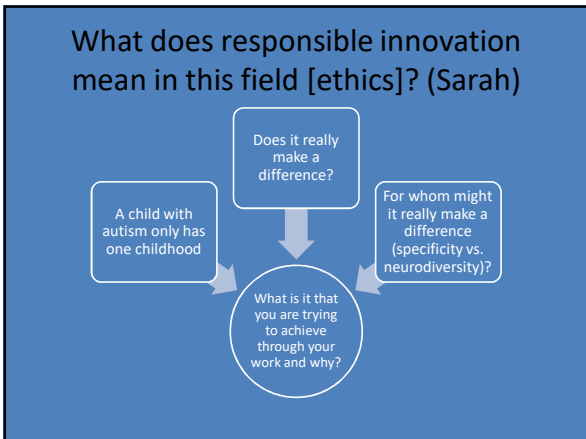 What does responsible innovation
mean in this field [ethics]? (Sarah)
Does it really
make a
difference?
A child with
autism only has
one childhood
For whom might
it really make a
difference
(specificity vs.
neurodiversity)?
What is it that
you are trying
to achieve
through your
work and why?